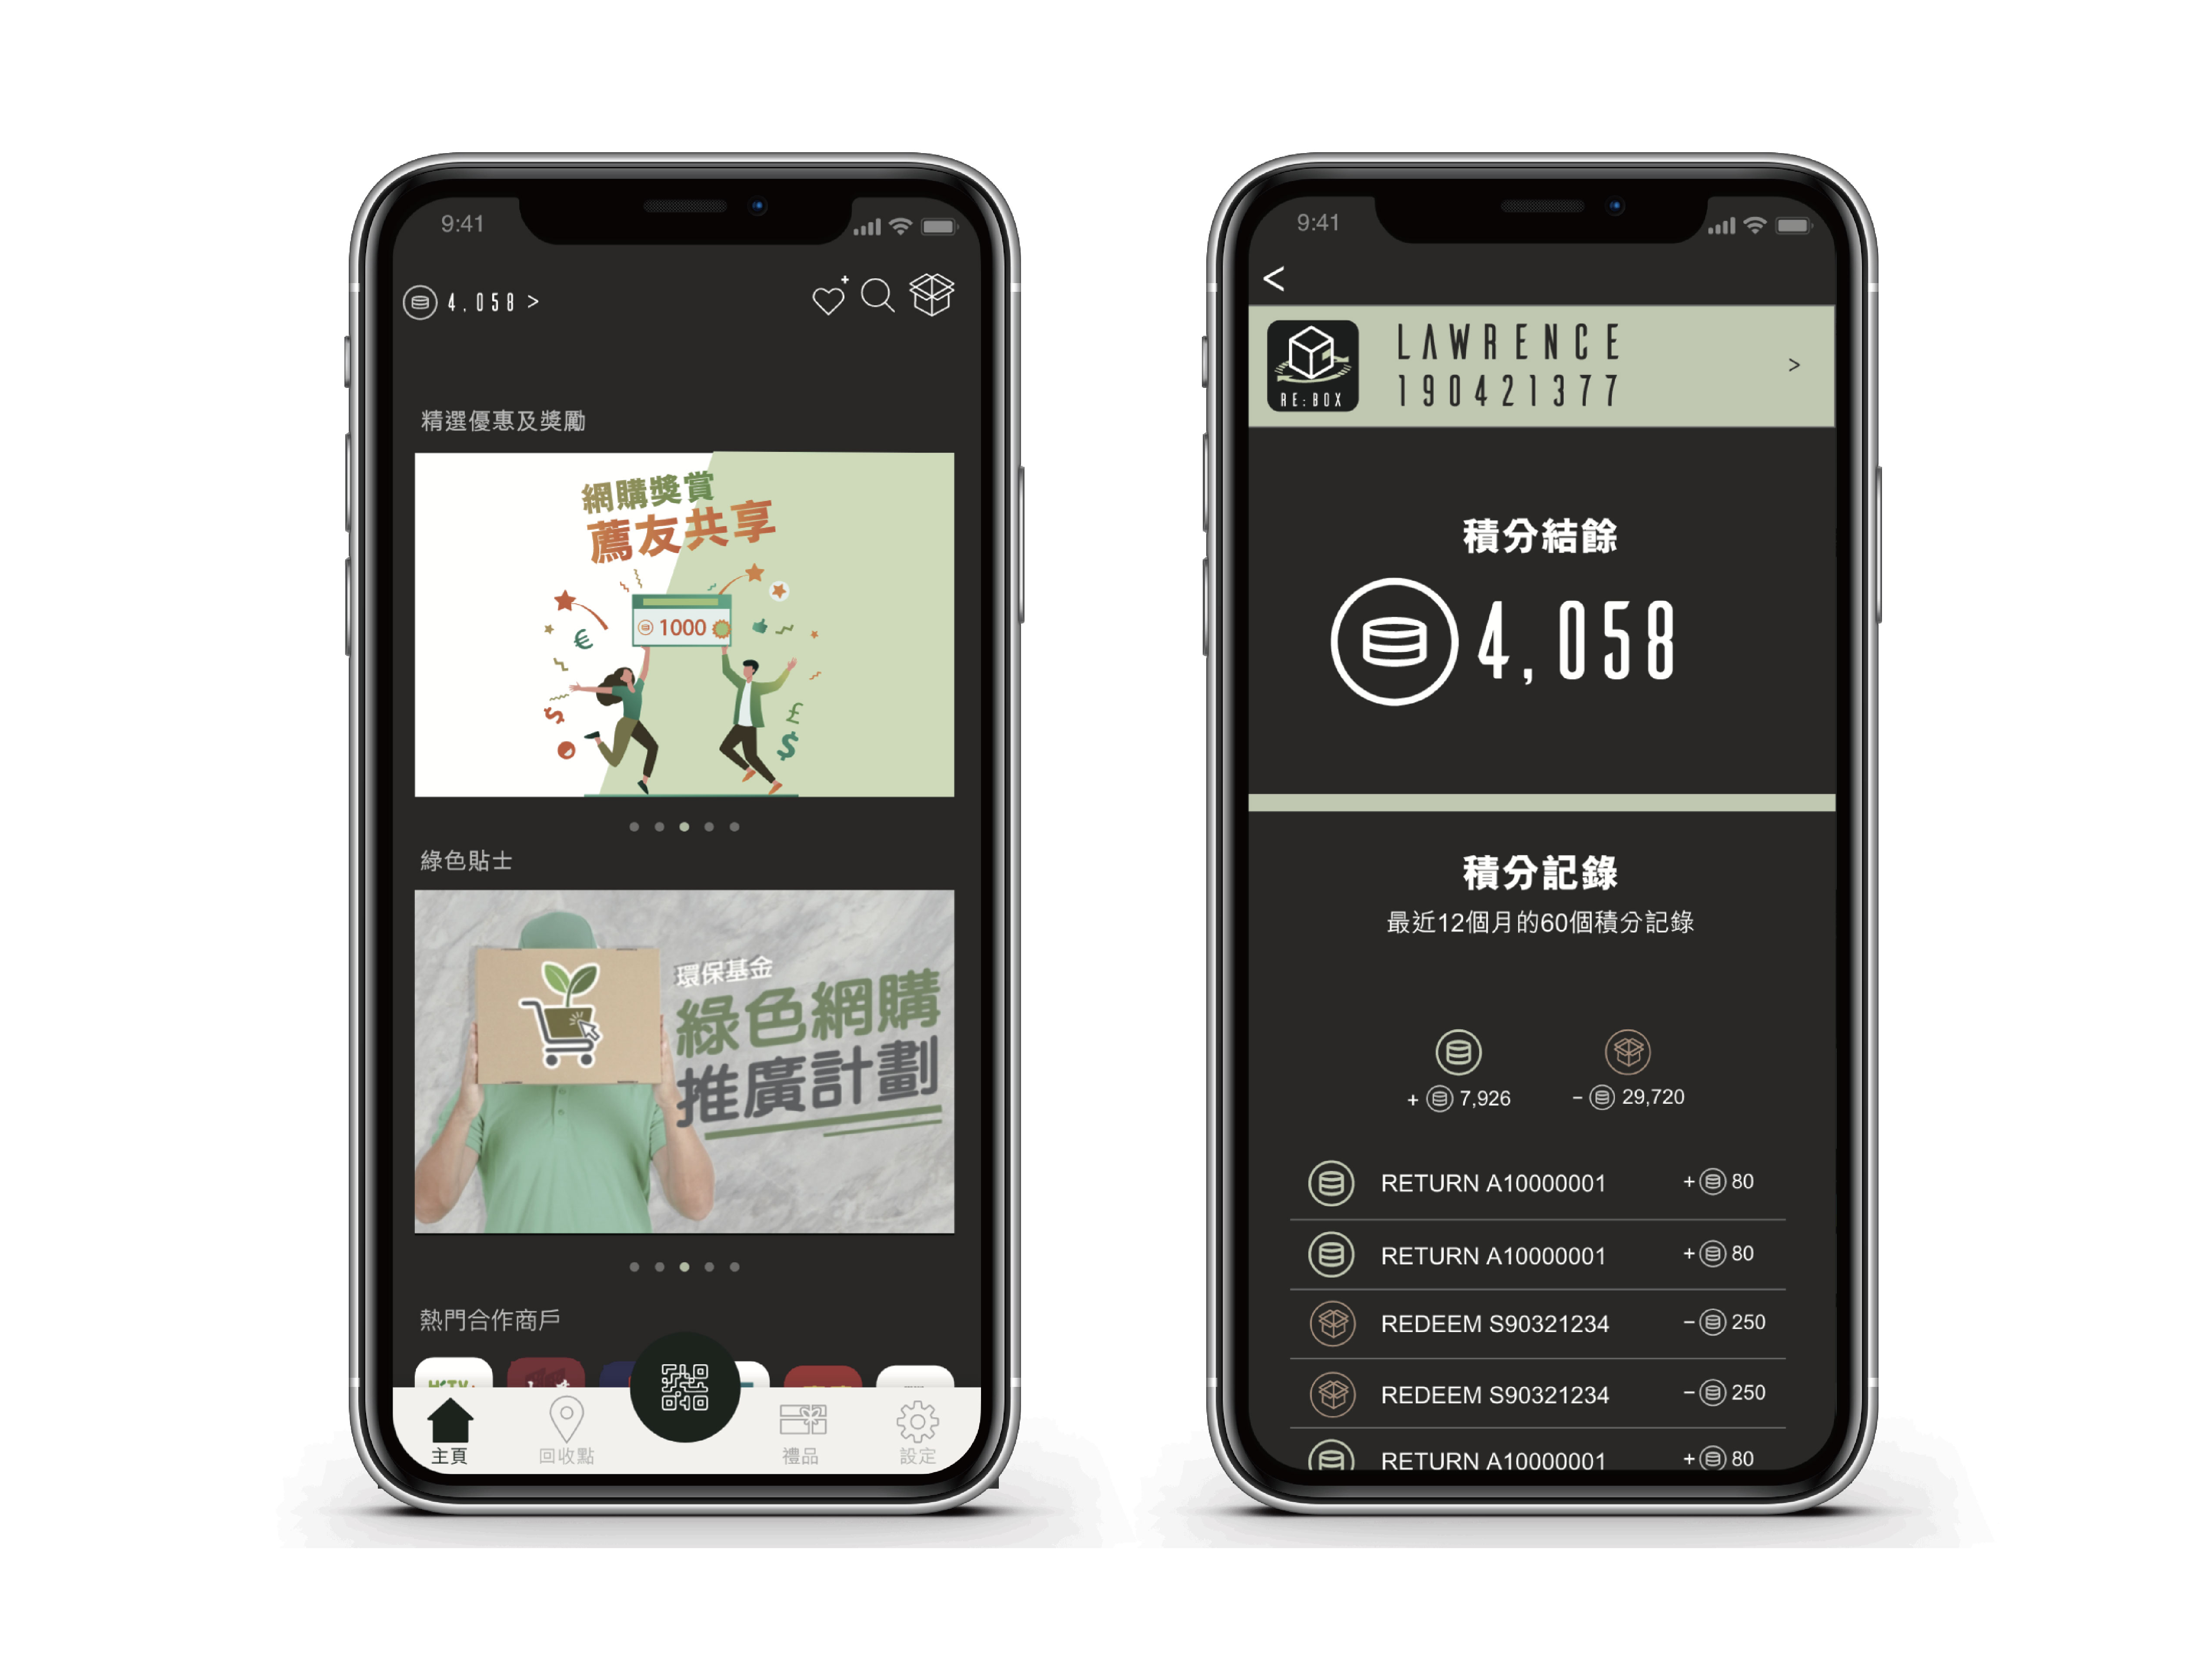 9:41
4,058 >
精選優惠及獎勵
網購獎賞
薦友共享
1000
綠色貼士
環保基金
綠色網購
推廣計劃
熱門合作商戶
主頁
回收點
禮品
設定
9:41
<
RE:BOX
LAWRENCE
190421377
>
積分結餘
4,058
積分記錄
最近12個月的60個積分記錄
+ 7,926
− 29,720
RETURN A10000001 + 80
RETURN A10000001 + 80
REDEEM S90321234 − 250
REDEEM S90321234 − 250
RETURN A10000001 + 80